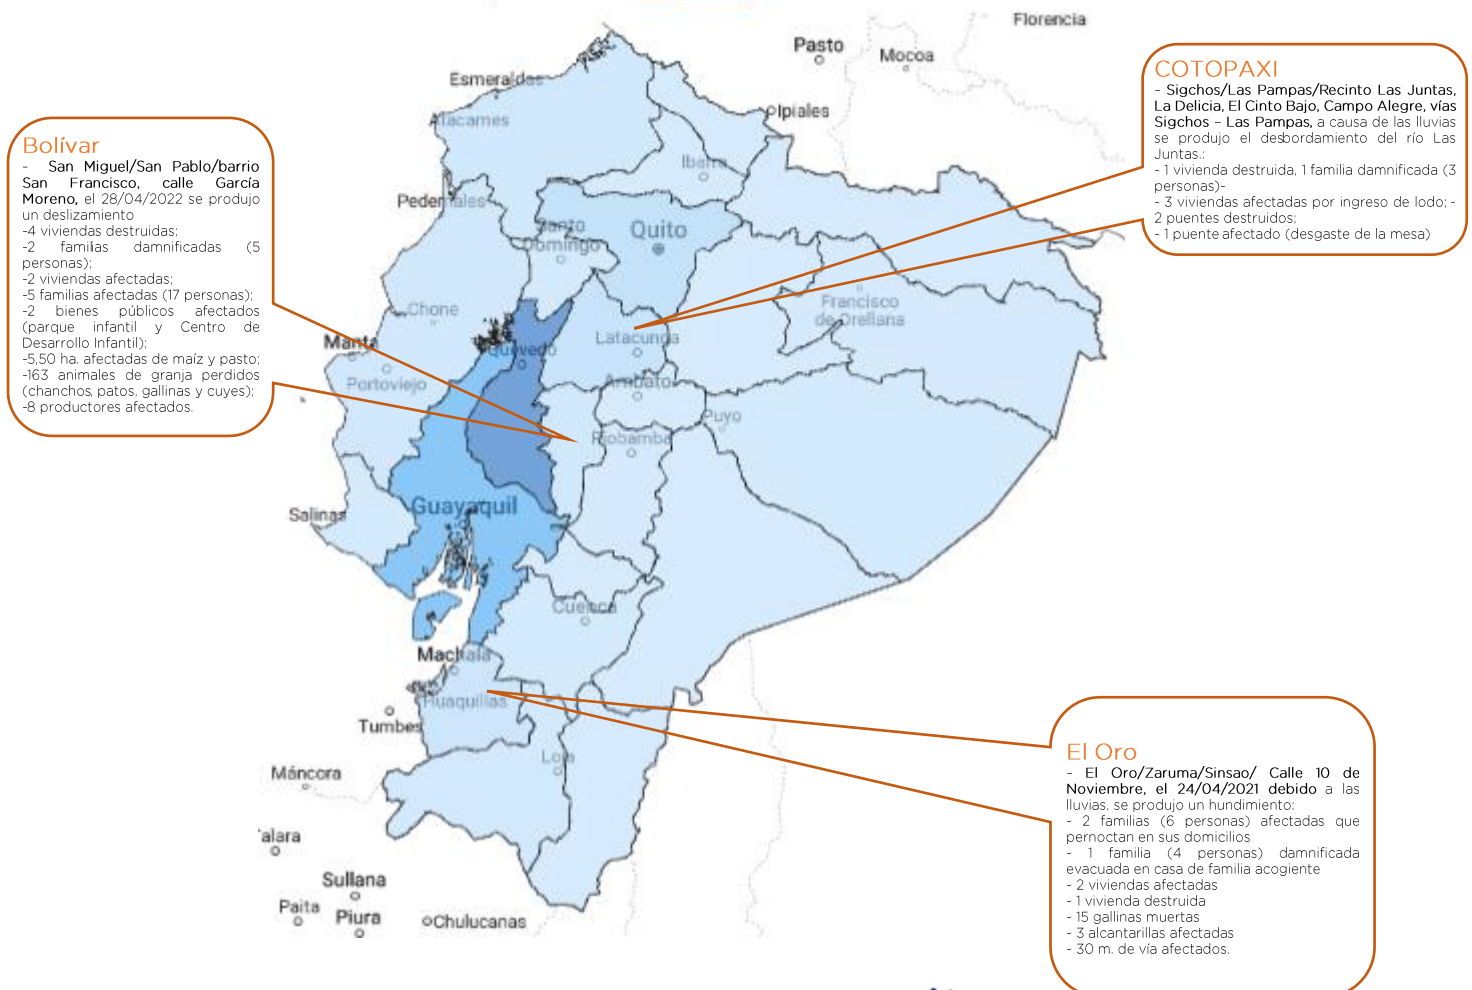 Florencia
Pasto
Mocoa
Esmeraldas
Ipiales
Atacames
Ibarra
Pedernales
Santo
Domingo
Quito
Chone
Francisco
de Orellana
Manta
Quevedo
Latacunga
Portoviejo
Ambato
Puyo
Riobamba
Guayaquil
Salinas
Cuenca
Machala
Huaquillas
Tumbes
Loja
Máncora
Sullana
Paita
Piura
Chulucanas
Bolívar
- San Miguel/San Pablo/barrio
San Francisco, calle García
Moreno, el 28/04/2022 se produjo
un deslizamiento
-4 viviendas destruidas;
-2 familias damnificadas (5
personas);
-2 viviendas afectadas;
-5 familias afectadas (17 personas);
-2 bienes públicos afectados
(parque infantil y Centro de
Desarrollo Infantil);
-5,50 ha. afectadas de maíz y pasto;
-163 animales de granja perdidos
(chanchos, patos, gallinas y cuyes);
-8 productores afectados.
COTOPAXI
- Sigchos/Las Pampas/Recinto Las Juntas,
La Delicia, El Cinto Bajo, Campo Alegre, vías
Sigchos – Las Pampas, a causa de las lluvias
se produjo el desbordamiento del río Las
Juntas.:
- 1 vivienda destruida, 1 familia damnificada (3
personas)-
- 3 viviendas afectadas por ingreso de lodo; -
2 puentes destruidos;
- 1 puente afectado (desgaste de la mesa)
El Oro
- El Oro/Zaruma/Sinsao/ Calle 10 de
Noviembre, el 24/04/2021 debido a las
lluvias, se produjo un hundimiento:
- 2 familias (6 personas) afectadas que
pernoctan en sus domicilios
- 1 familia (4 personas) damnificada
evacuada en casa de familia acogiente
- 2 viviendas afectadas
- 1 vivienda destruida
- 15 gallinas muertas
- 3 alcantarillas afectadas
- 30 m. de vía afectados.